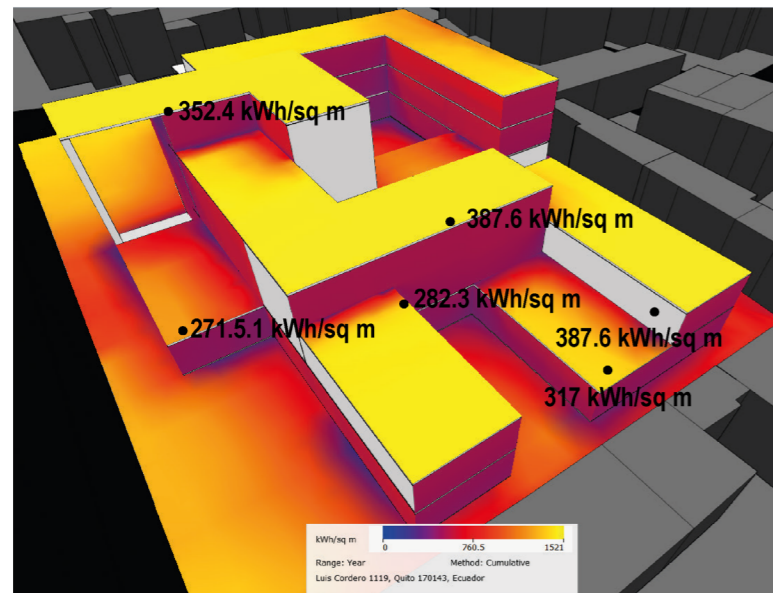 352.4 kWh/sq m
387.6 kWh/sq m
282.3 kWh/sq m
271.5.1 kWh/sq m
387.6 kWh/sq m
317 kWh/sq m
kWh/sq m
0 760.5 1521
Range: Year Method: Cumulative
Luis Cordero 1119, Quito 170143, Ecuador